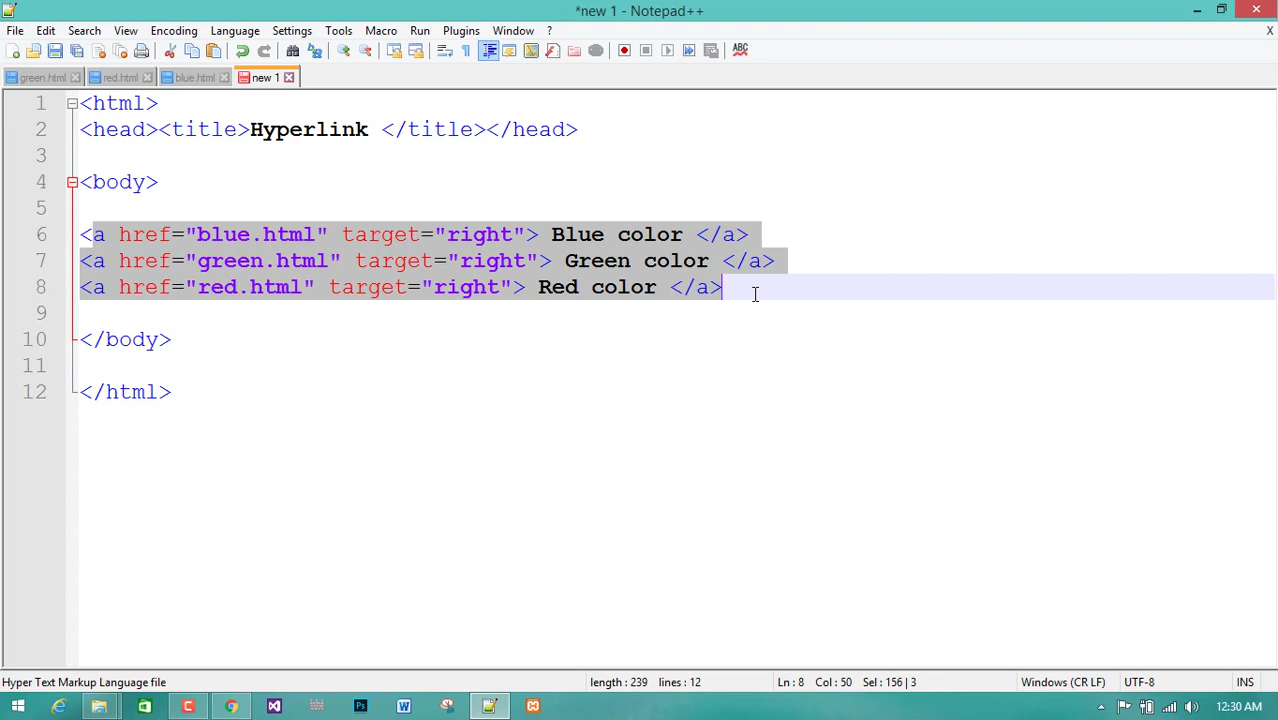 *new 1 - Notepad++
File Edit Search View Encoding Language Settings Tools Macro Run Plugins Window ? X
ABC
green.html red.html blue.html new 1
1 <html>
2 <head><title>Hyperlink </title></head>
3
4 <body>
5
6 <a href="blue.html" target="right"> Blue color </a>
7 <a href="green.html" target="right"> Green color </a>
8 <a href="red.html" target="right"> Red color </a>
9
10 </body>
11
12 </html>
Hyper Text Markup Language file length : 239 lines : 12 Ln : 8 Col : 50 Sel : 156 | 3 Windows (CR LF) UTF-8 INS
12:30 AM